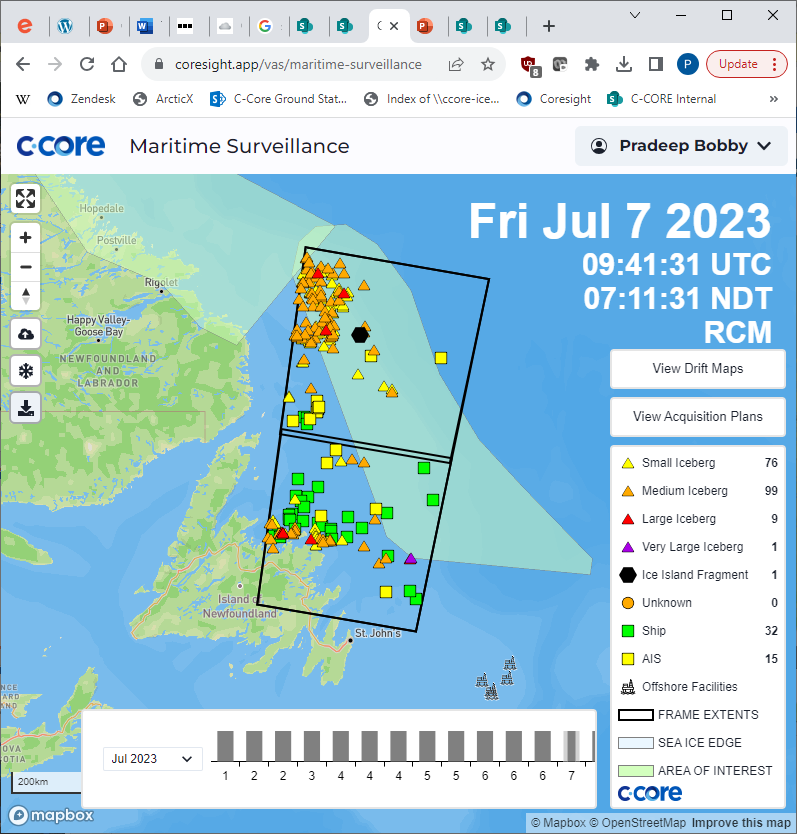 Update
coresight.app/vas/maritime-surveillance
8
P
W
Zendesk
ArcticX
C-Core Ground Stat...
Index of \\ccore-ice...
Coresight
C-CORE Internal
»
C-CORE
Maritime Surveillance
Pradeep Bobby
Fri Jul 7 2023
09:41:31 UTC
07:11:31 NDT
RCM
View Drift Maps
View Acquisition Plans
Small Iceberg 76
Medium Iceberg 99
Large Iceberg 9
Very Large Iceberg 1
Ice Island Fragment 1
Unknown 0
Ship 32
AIS 15
Offshore Facilities
FRAME EXTENTS
SEA ICE EDGE
AREA OF INTEREST
C-CORE
Hopedale
Postville
Rigolet
Happy Valley-
Goose Bay
NEWFOUNDLAND
AND
LABRADOR
Island of
Newfoundland
St. John's
Jul 2023
1 2 2 3 4 4 4 5 5 5 6 6 7
200km
mapbox
© Mapbox © OpenStreetMap Improve this map